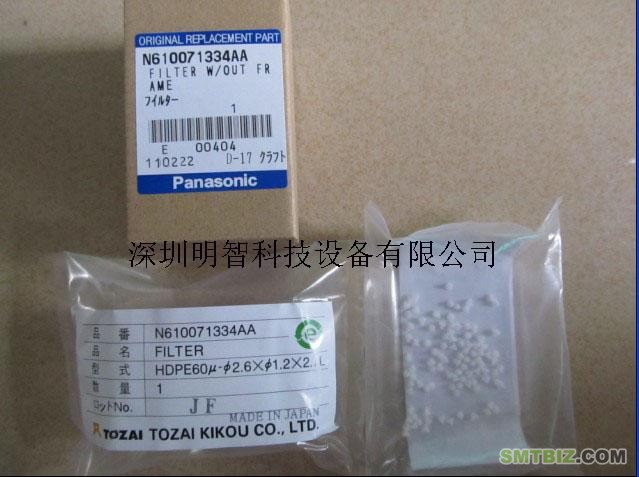 ORIGINAL REPLACEMENT PART
N610071334AA
FILTER W/OUT FR
AME
フィルター
1
E 00404
110222 D-17 クラフト
Panasonic
深圳明智科技设备有限公司
品番 N610071334AA
品名 FILTER
型式 HDPE60μ-φ2.6×φ1.2×2.
数量 1
ロットNo. JF
MADE IN JAPAN
TOZAI TOZAI KIKOU CO., LTD.
SMTBIZ.COM